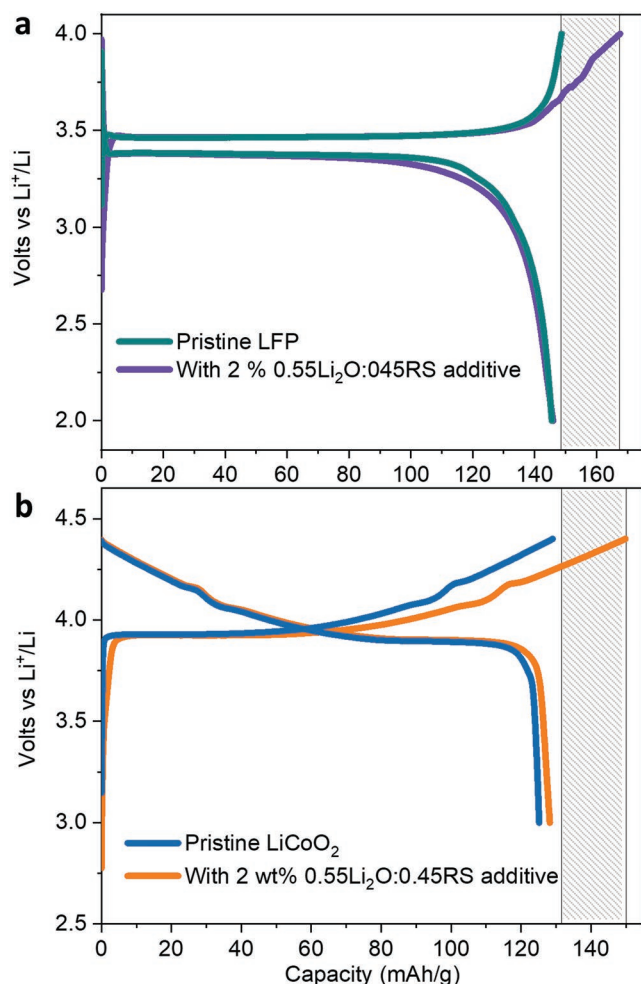 a
4.0
3.5
3.0
2.5
2.0
Volts vs Li⁺/Li
Pristine LFP
With 2 % 0.55Li₂O:045RS additive
0 20 40 60 80 100 120 140 160
b
4.5
4.0
3.5
3.0
2.5
Volts vs Li⁺/Li
Pristine LiCoO₂
With 2 wt% 0.55Li₂O:0.45RS additive
0 20 40 60 80 100 120 140
Capacity (mAh/g)